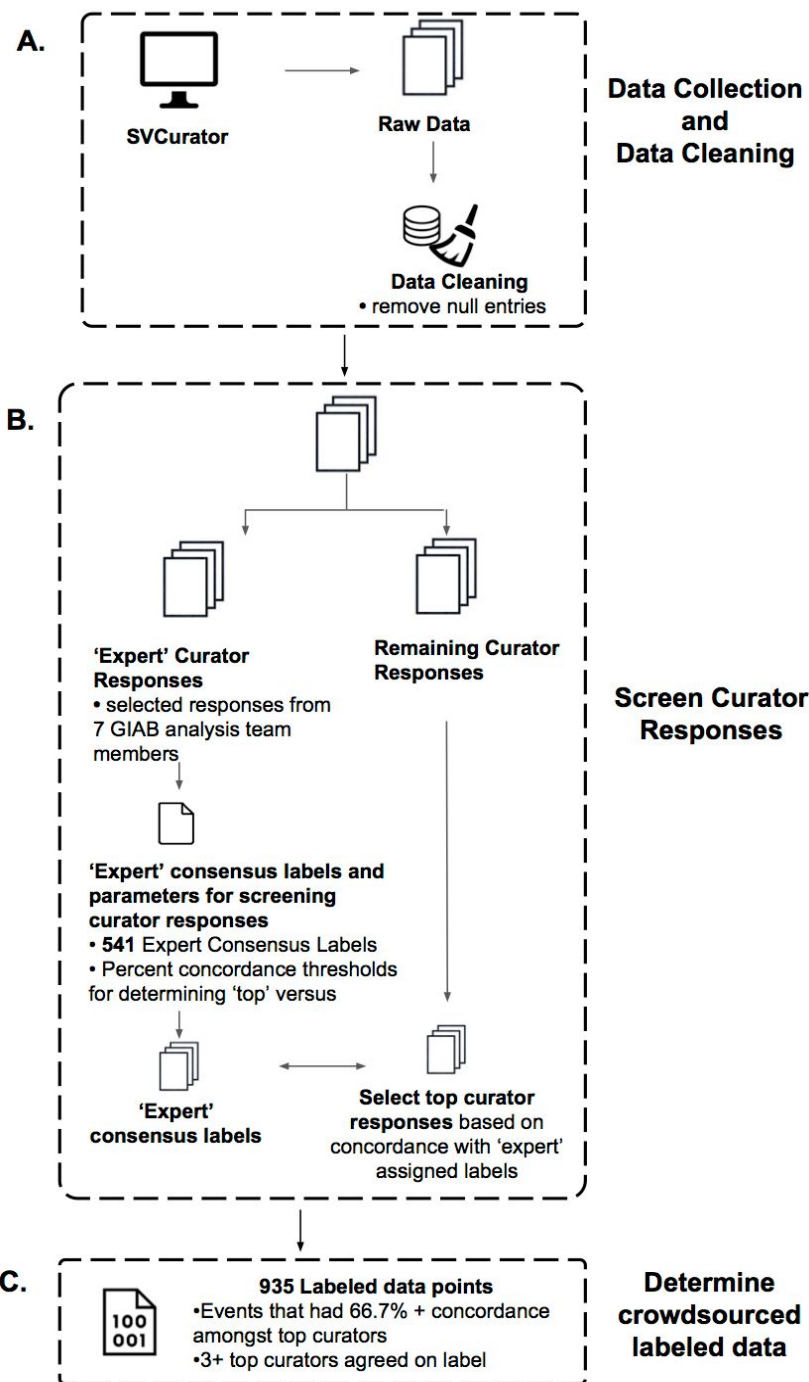 A.
SVCurator
Raw Data
Data Cleaning
• remove null entries
Data Collection
and
Data Cleaning
B.
‘Expert’ Curator
Responses
• selected responses from
7 GIAB analysis team
members
Remaining Curator
Responses
‘Expert’ consensus labels and
parameters for screening
curator responses
• 541 Expert Consensus Labels
• Percent concordance thresholds
for determining ‘top’ versus
‘Expert’
consensus labels
Select top curator
responses based on
concordance with ‘expert’
assigned labels
Screen Curator
Responses
C.
100
001
935 Labeled data points
•Events that had 66.7% + concordance
amongst top curators
•3+ top curators agreed on label
Determine
crowdsourced
labeled data